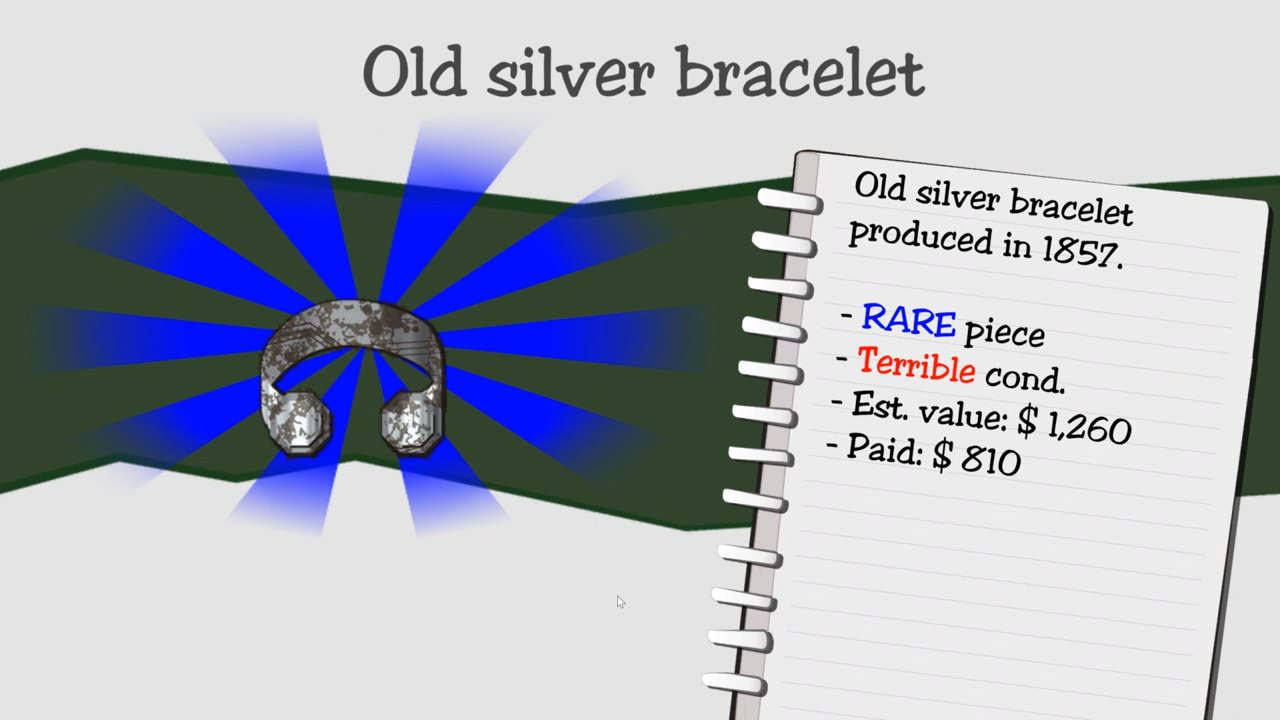 Old silver bracelet
Old silver bracelet
produced in 1857.
- RARE piece
- Terrible cond.
- Est. value: $ 1,260
- Paid: $ 810